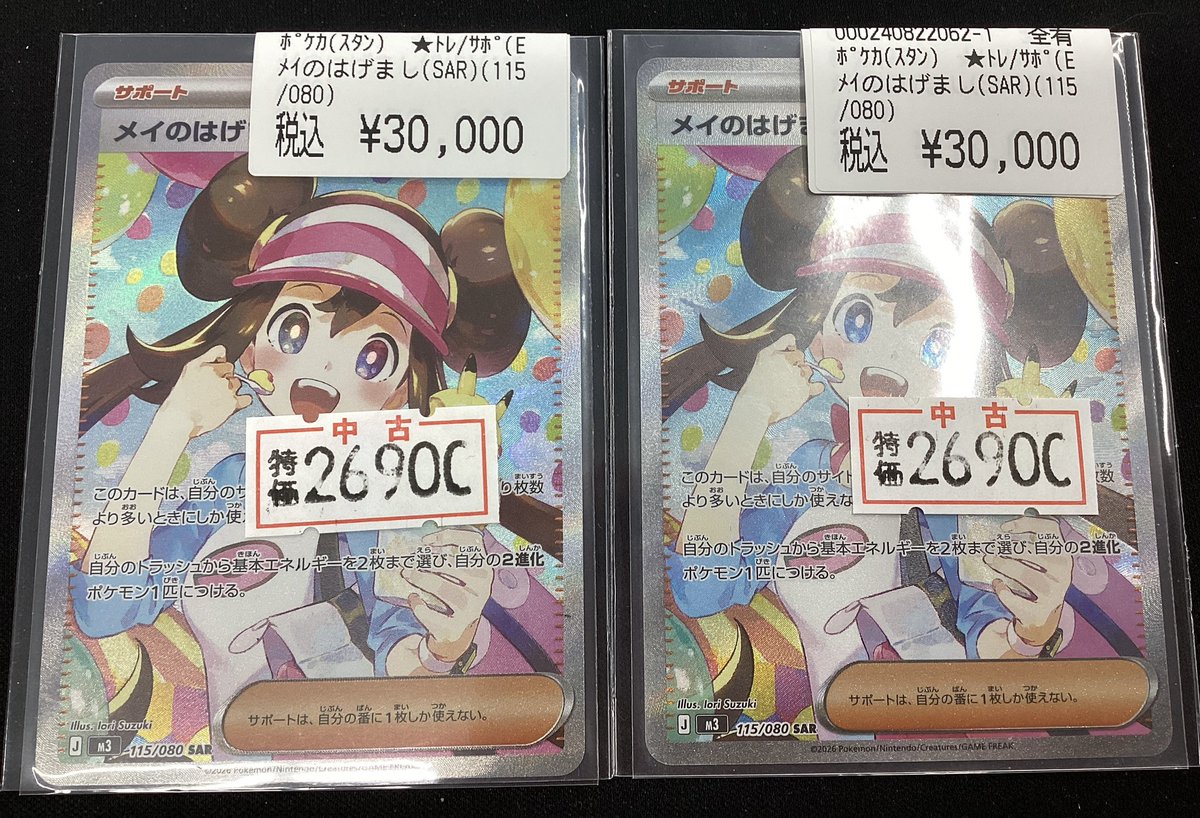 ﾎﾟｹｶ(ｽﾀﾝ) ★ﾄﾚ/ｻﾎﾟ(E
メイのはげまし(SAR)(115
/080)
税込 ¥30,000
サポート
メイのはげ
中古
特価 26900
このカードは、自分のサ
り枚数
より多いときにしか使え
自分のトラッシュから基本エネルギーを2枚まで選び、自分の2進化
ポケモン1匹につける。
サポートは、自分の番に1枚しか使えない。
Illus. Iori Suzuki
J m3 115/080 SAR
©2026 Pokémon/Nintendo/Creatures/GAME FREAK
000240822062-1 全有
ﾎﾟｹｶ(ｽﾀﾝ) ★ﾄﾚ/ｻﾎﾟ(E
メイのはげまし(SAR)(115
/080)
税込 ¥30,000
サポート
メイのはげま
中古
特価 26900
このカードは、自分のサイド
枚数
より多いときにしか使えな
自分のトラッシュから基本エネルギーを2枚まで選び、自分の2進化
ポケモン1匹につける。
サポートは、自分の番に1枚しか使えない。
Illus. Iori Suzuki
J m3 115/080 SAR
©2026 Pokémon/Nintendo/Creatures/GAME FREAK